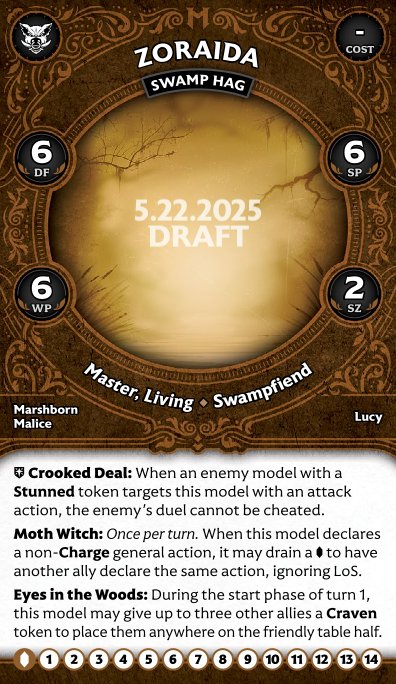 ZORAIDA
SWAMP HAG
-
COST
6
DF
6
SP
5.22.2025
DRAFT
6
WP
2
SZ
Master, Living ◆ Swampfiend
Marshborn
Malice
Lucy
Crooked Deal: When an enemy model with a
Stunned token targets this model with an attack
action, the enemy's duel cannot be cheated.
Moth Witch: Once per turn. When this model declares
a non-Charge general action, it may drain a to have
another ally declare the same action, ignoring LoS.
Eyes in the Woods: During the start phase of turn 1,
this model may give up to three other allies a Craven
token to place them anywhere on the friendly table half.
1 2 3 4 5 6 7 8 9 10 11 12 13 14